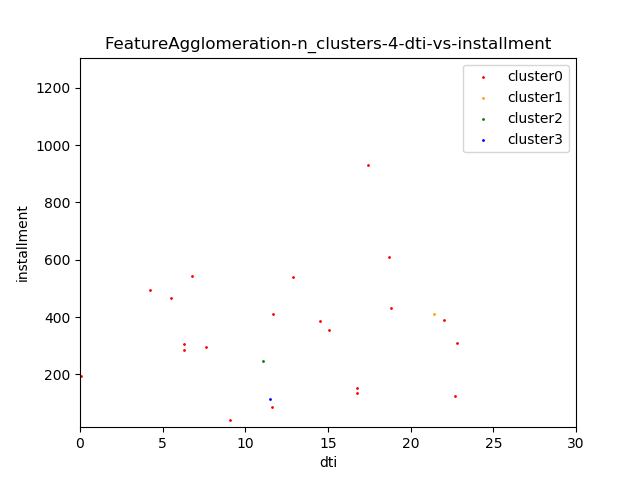 FeatureAgglomeration-n_clusters-4-dti-vs-installment
cluster0
cluster1
cluster2
cluster3
1200
1000
800
600
400
200
installment
0
5
10
15
20
25
30
dti